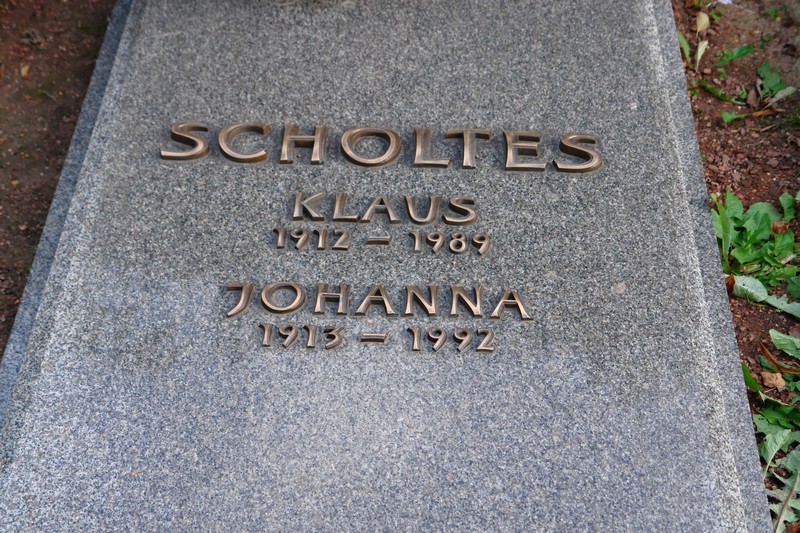 SCHOLTES
KLAUS
1912 – 1989
JOHANNA
1913 – 1992